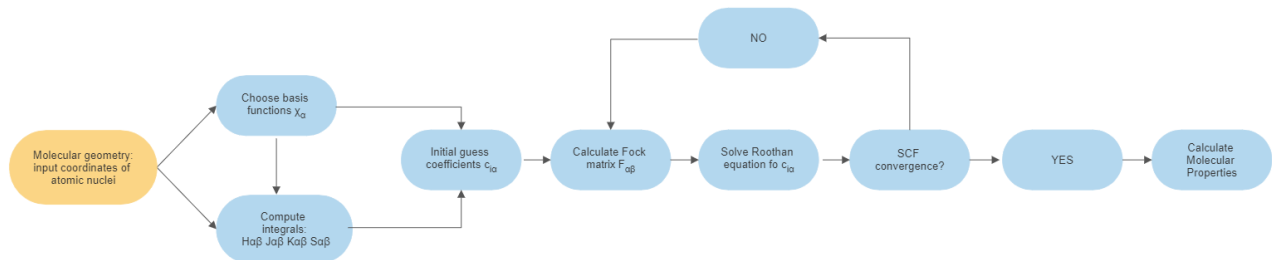 Molecular geometry:
input coordinates of
atomic nuclei
Choose basis
functions χα
Compute
integrals:
Hαβ Jαβ Kαβ Sαβ
Initial guess
coefficients ciα
Calculate Fock
matrix Fαβ
Solve Roothan
equation fo ciα
SCF
convergence?
NO
YES
Calculate
Molecular
Properties